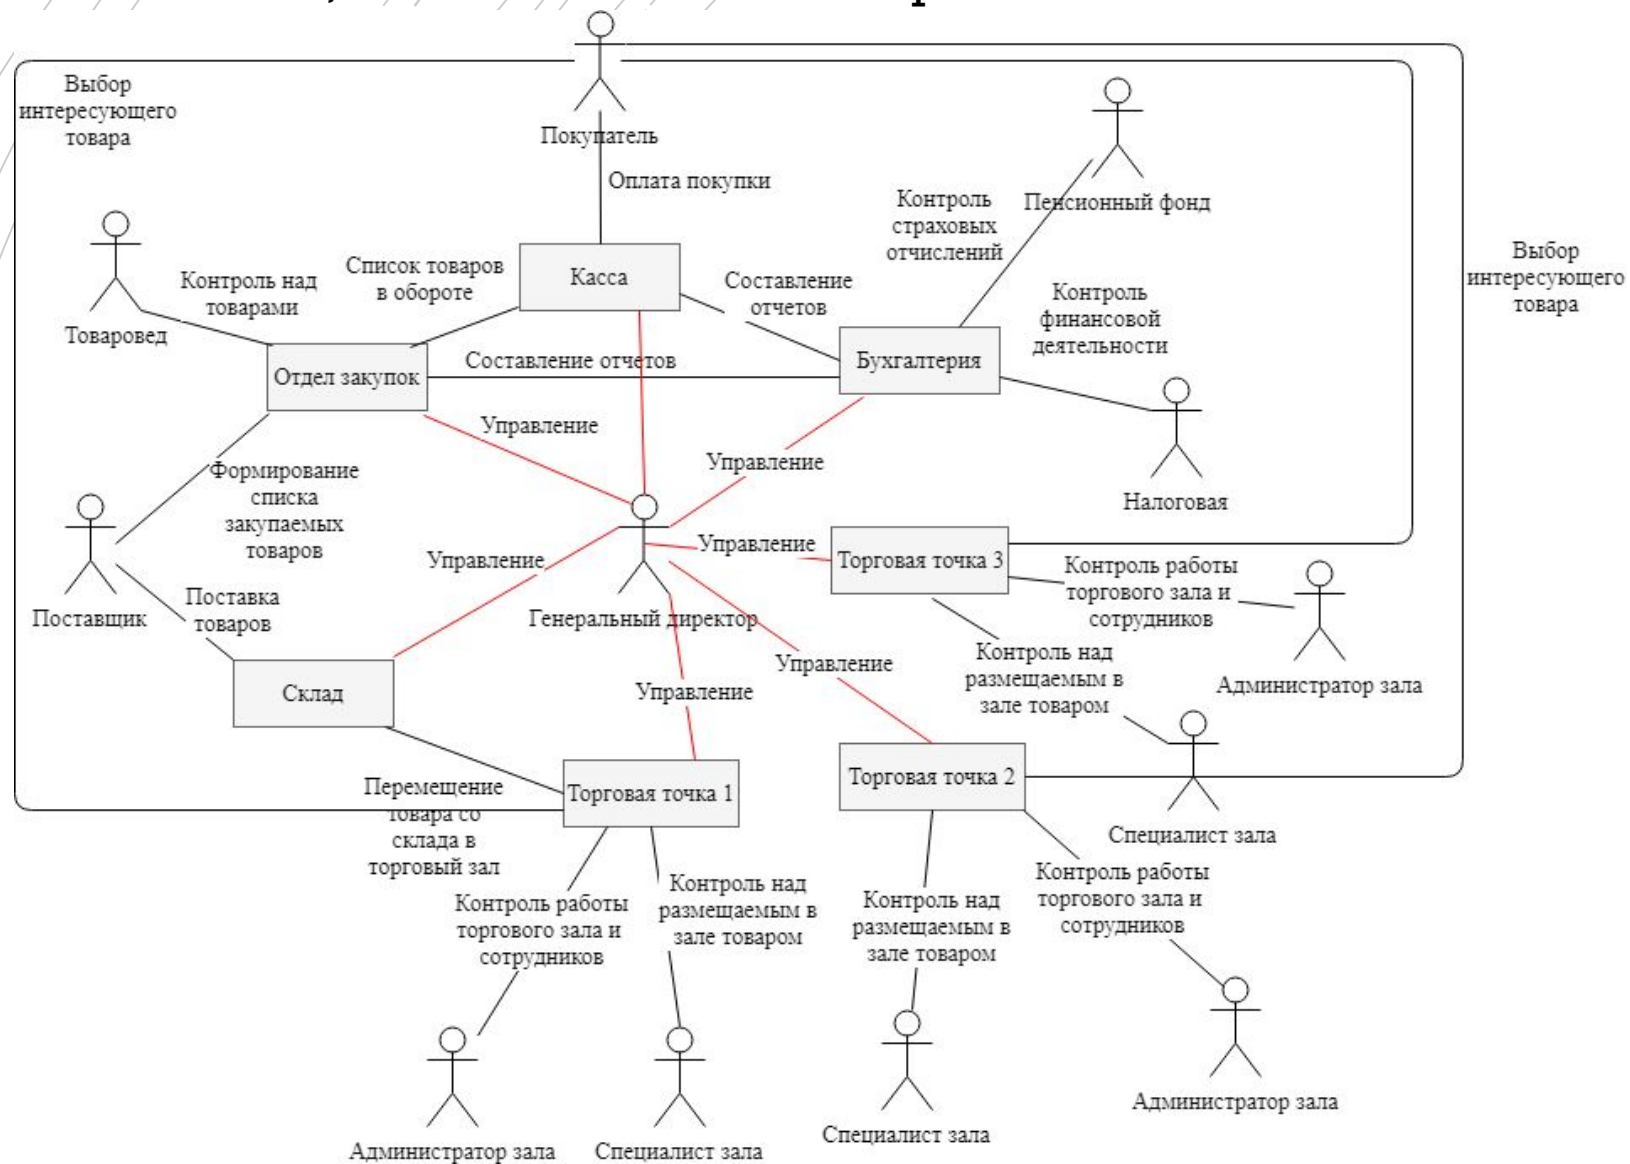 Выбор
интересующего
товара
Покупатель
Оплата покупки
Контроль
страховых
отчислений
Пенсионный фонд
Выбор
интересующего
товара
Товаровед
Контроль над
товарами
Список товаров
в обороте
Касса
Составление
отчетов
Контроль
финансовой
деятельности
Отдел закупок
Составление отчетов
Бухгалтерия
Управление
Управление
Налоговая
Формирование
списка
закупаемых
товаров
Поставщик
Поставка
товаров
Управление
Генеральный директор
Управление
Торговая точка 3
Контроль работы
торгового зала и
сотрудников
Администратор зала
Контроль над
размещаемым в
зале товаром
Специалист зала
Склад
Управление
Управление
Перемещение
товара со
склада в
торговый зал
Торговая точка 1
Торговая точка 2
Контроль работы
торгового зала и
сотрудников
Контроль над
размещаемым в
зале товаром
Контроль над
размещаемым в
зале товаром
Контроль работы
торгового зала и
сотрудников
Администратор зала
Специалист зала
Специалист зала
Администратор зала